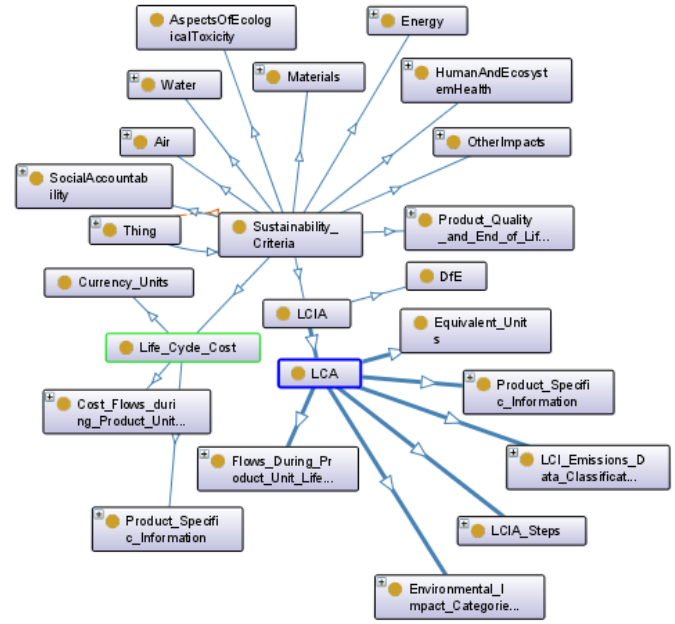 AspectsOfEcolog
icalToxicity
Energy
Water
Materials
HumanAndEcosyst
emHealth
Air
OtherImpacts
SocialAccountab
ility
Thing
Sustainability_
Criteria
Product_Quality
_and_End_of_Lif...
Currency_Units
DfE
LCIA
Equivalent_Unit
s
Life_Cycle_Cost
LCA
Product_Specifi
c_Information
Cost_Flows_duri
ng_Product_Unit...
Flows_During_Pr
oduct_Unit_Life...
LCI_Emissions_D
ata_Classificat...
Product_Specifi
c_Information
LCIA_Steps
Environmental_I
mpact_Categorie...